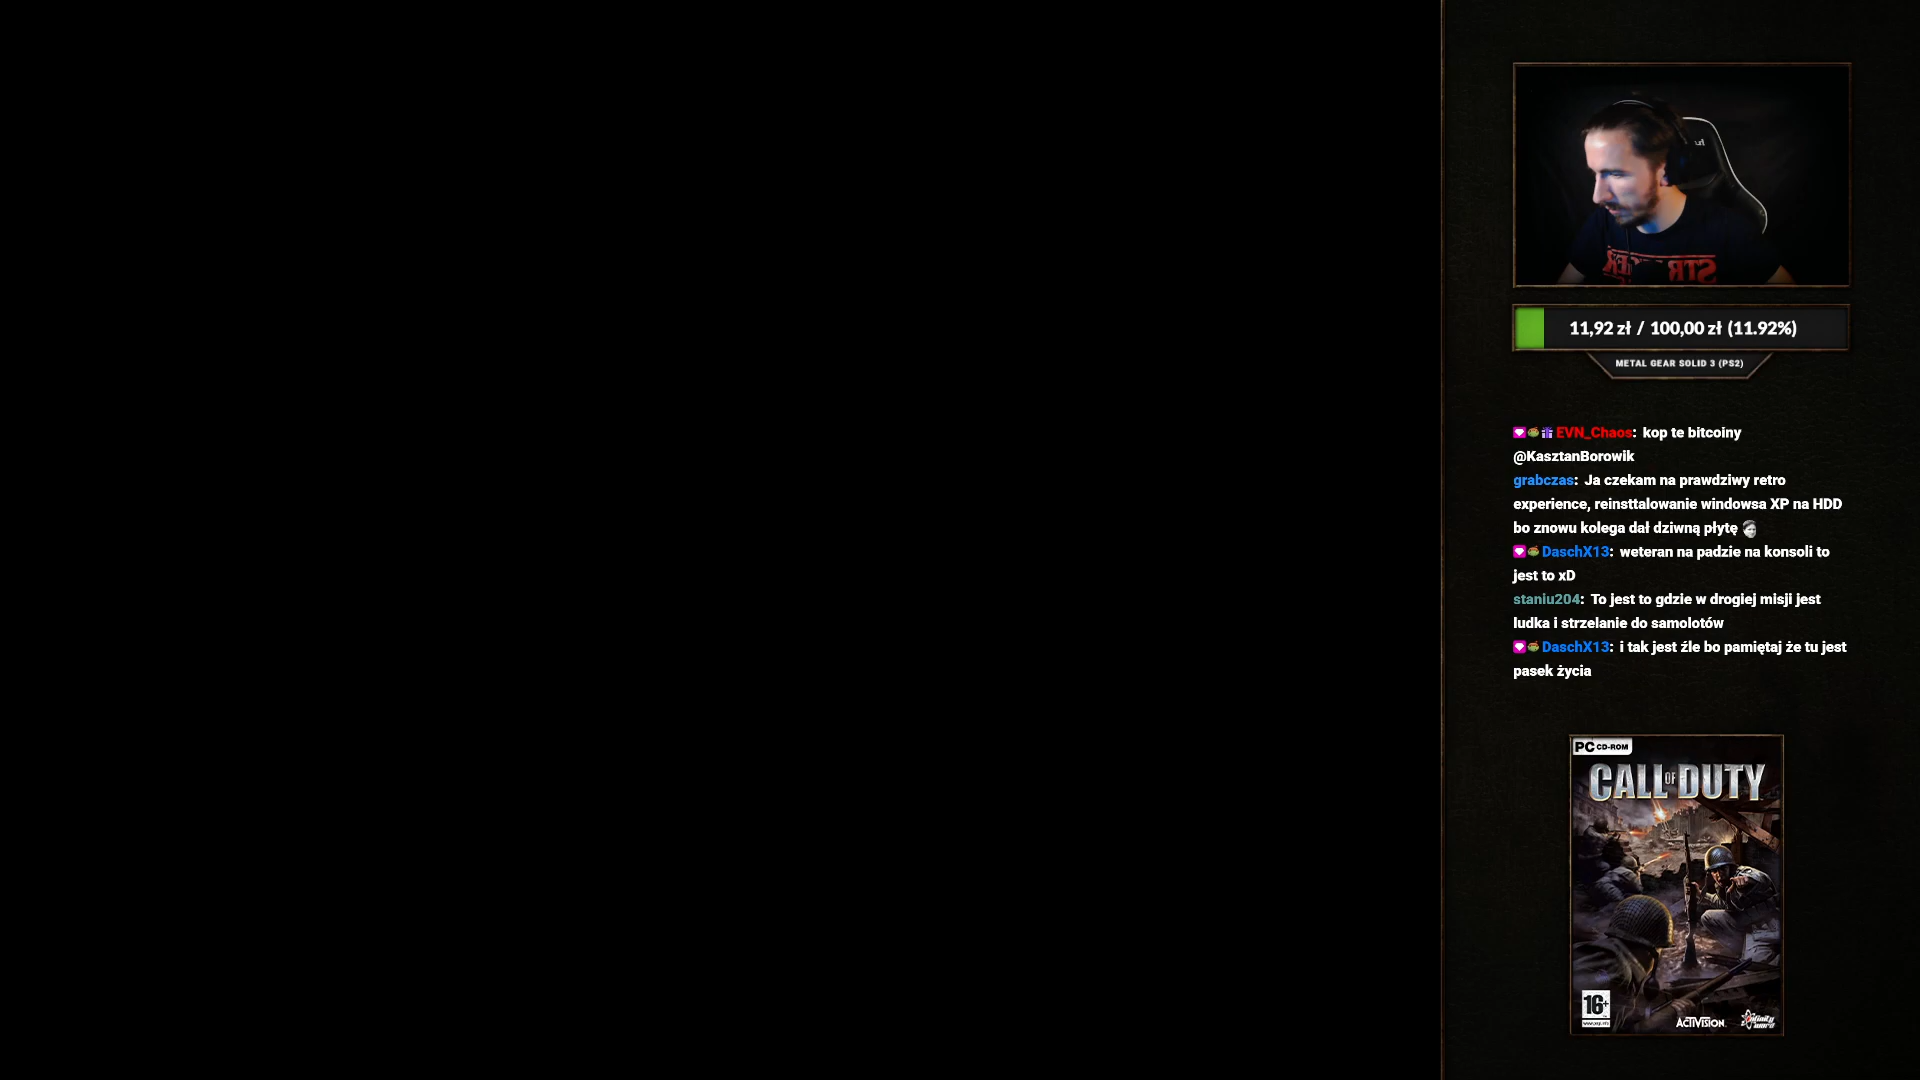 11,92 zł / 100,00 zł (11.92%)
METAL GEAR SOLID 3 (PS2)
EVN_Chaos: kop te bitcoiny
@KasztanBorowik
grabczas: Ja czekam na prawdziwy retro
experience, reinsttalowanie windowsa XP na HDD
bo znowu kolega dał dziwną płytę
DaschX13: weteran na padzie na konsoli to
jest to xD
staniu204: To jest to gdzie w drogiej misji jest
ludka i strzelanie do samolotów
DaschX13: i tak jest źle bo pamiętaj że tu jest
pasek życia
PC CD-ROM
CALL OF DUTY
16+
ACTIVISION
Infinity
Ward